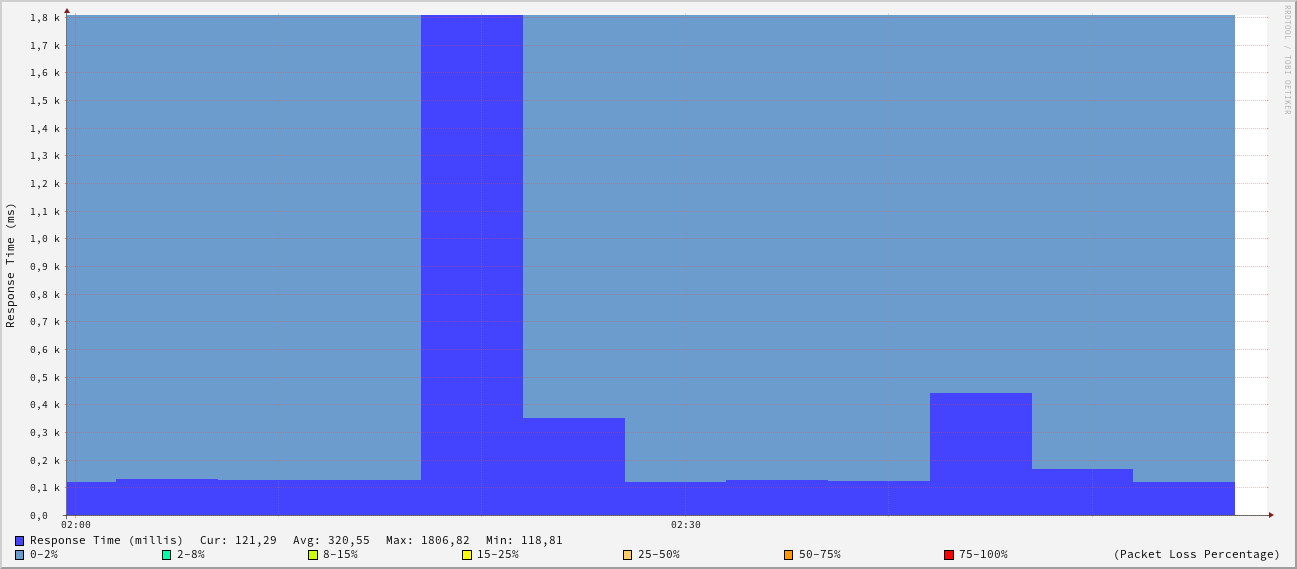 RRDTOOL / TOBI OETIKER
Response Time (ms)
1,8 k
1,7 k
1,6 k
1,5 k
1,4 k
1,3 k
1,2 k
1,1 k
1,0 k
0,9 k
0,8 k
0,7 k
0,6 k
0,5 k
0,4 k
0,3 k
0,2 k
0,1 k
0,0
02:00 02:30
Response Time (millis) Cur: 121,29 Avg: 320,55 Max: 1806,82 Min: 118,81
0-2% 2-8% 8-15% 15-25% 25-50% 50-75% 75-100% (Packet Loss Percentage)